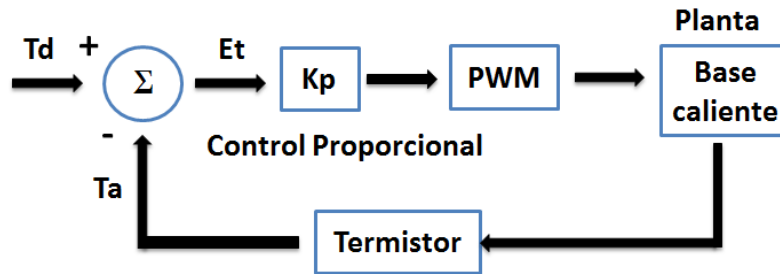 Planta
Td
+
Σ
Et
Kp
PWM
Base
caliente
-
Control Proporcional
Ta
Termistor